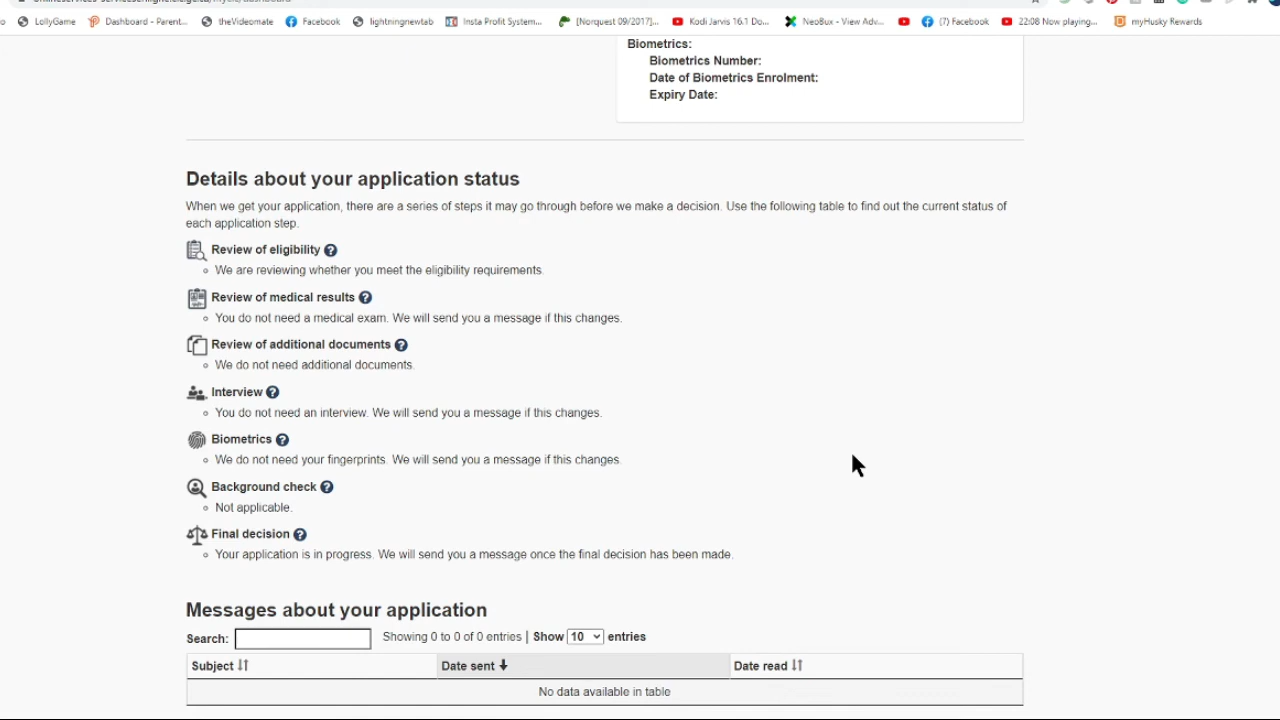 LollyGame Dashboard - Parent... theVideomate Facebook lightningnewtab Insta Profit System... [Norquest 09/2017]... Kodi Jarvis 16.1 Do... NeoBux - View Adv... (7) Facebook 22:08 Now playing... myHusky Rewards
Biometrics:
Biometrics Number:
Date of Biometrics Enrolment:
Expiry Date:
Details about your application status
When we get your application, there are a series of steps it may go through before we make a decision. Use the following table to find out the current status of
each application step.
Review of eligibility ?
We are reviewing whether you meet the eligibility requirements.
Review of medical results ?
You do not need a medical exam. We will send you a message if this changes.
Review of additional documents ?
We do not need additional documents.
Interview ?
You do not need an interview. We will send you a message if this changes.
Biometrics ?
We do not need your fingerprints. We will send you a message if this changes.
Background check ?
Not applicable.
Final decision ?
Your application is in progress. We will send you a message once the final decision has been made.
Messages about your application
Search: Showing 0 to 0 of 0 entries | Show 10 entries
Subject Date sent Date read
No data available in table